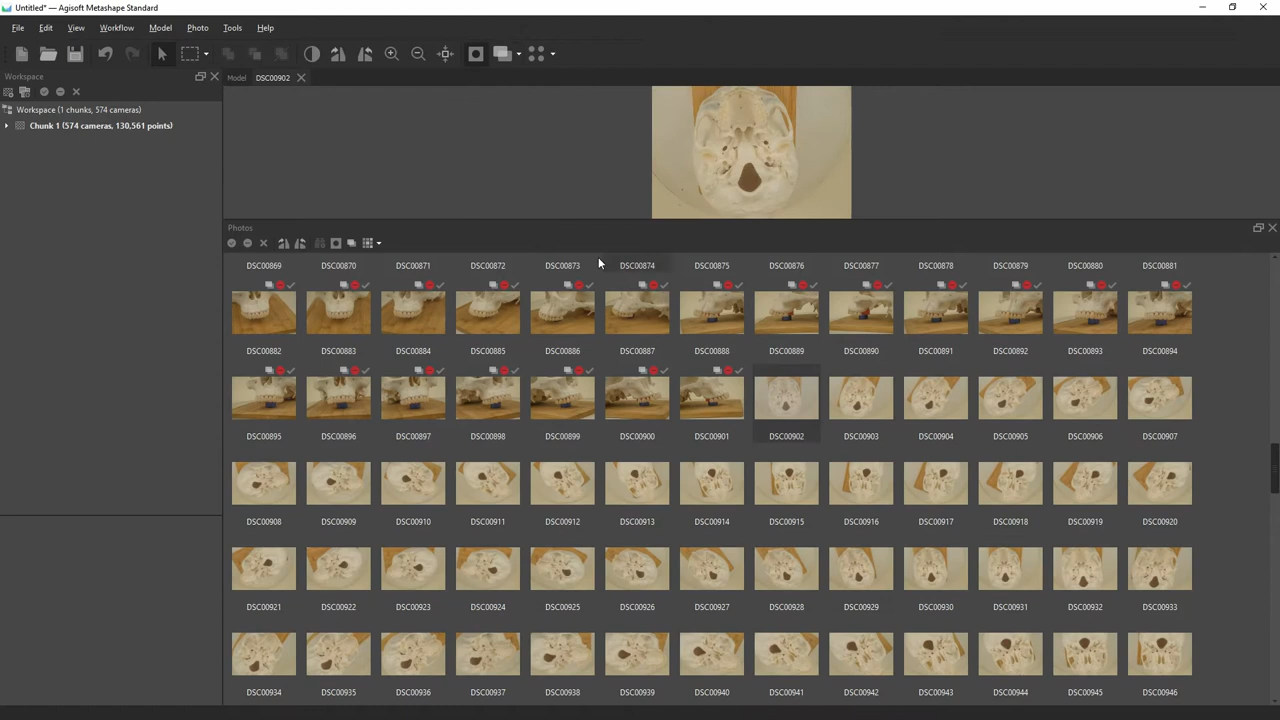 Untitled* — Agisoft Metashape Standard
File Edit View Workflow Model Photo Tools Help
Workspace
Model DSC00902
Workspace (1 chunks, 574 cameras)
Chunk 1 (574 cameras, 130,561 points)
Photos
DSC00869 DSC00870 DSC00871 DSC00872 DSC00873 DSC00874 DSC00875 DSC00876 DSC00877 DSC00878 DSC00879 DSC00880 DSC00881
DSC00882 DSC00883 DSC00884 DSC00885 DSC00886 DSC00887 DSC00888 DSC00889 DSC00890 DSC00891 DSC00892 DSC00893 DSC00894
DSC00895 DSC00896 DSC00897 DSC00898 DSC00899 DSC00900 DSC00901 DSC00902 DSC00903 DSC00904 DSC00905 DSC00906 DSC00907
DSC00908 DSC00909 DSC00910 DSC00911 DSC00912 DSC00913 DSC00914 DSC00915 DSC00916 DSC00917 DSC00918 DSC00919 DSC00920
DSC00921 DSC00922 DSC00923 DSC00924 DSC00925 DSC00926 DSC00927 DSC00928 DSC00929 DSC00930 DSC00931 DSC00932 DSC00933
DSC00934 DSC00935 DSC00936 DSC00937 DSC00938 DSC00939 DSC00940 DSC00941 DSC00942 DSC00943 DSC00944 DSC00945 DSC00946